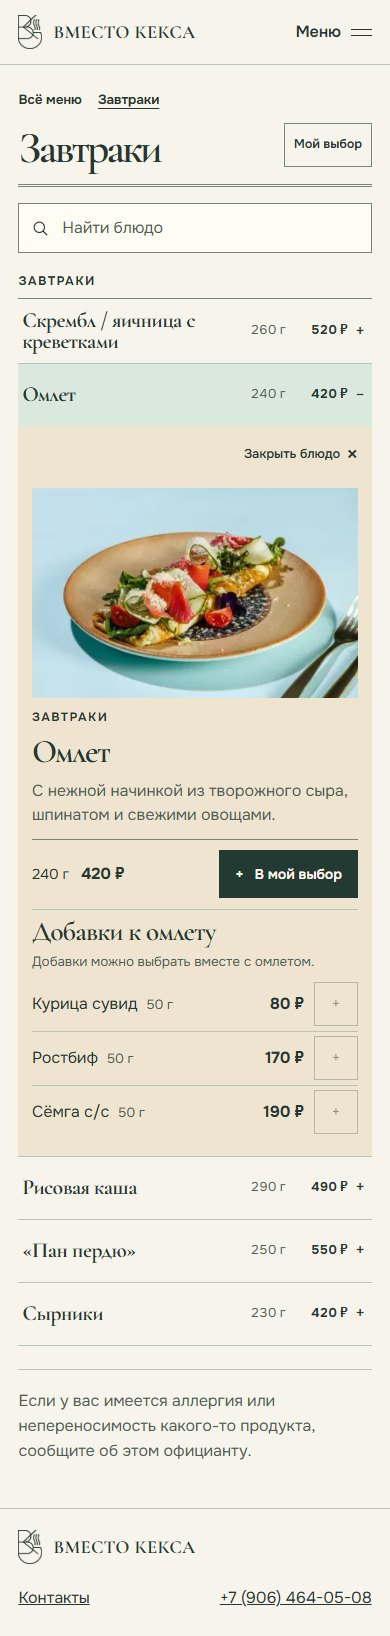 ВМЕСТО КЕКСА
Меню
Всё меню Завтраки
Завтраки
Мой выбор
Найти блюдо
ЗАВТРАКИ
Скрембл / яичница с
креветками
260 г 520 ₽ +
Омлет 240 г 420 ₽ –
Закрыть блюдо ×
ЗАВТРАКИ
Омлет
С нежной начинкой из творожного сыра,
шпинатом и свежими овощами.
240 г 420 ₽ + В мой выбор
Добавки к омлету
Добавки можно выбрать вместе с омлетом.
Курица сувид 50 г 80 ₽ +
Ростбиф 50 г 170 ₽ +
Сёмга с/с 50 г 190 ₽ +
Рисовая каша 290 г 490 ₽ +
«Пан пердю» 250 г 550 ₽ +
Сырники 230 г 420 ₽ +
Если у вас имеется аллергия или
непереносимость какого-то продукта,
сообщите об этом официанту.
ВМЕСТО КЕКСА
Контакты +7 (906) 464-05-08